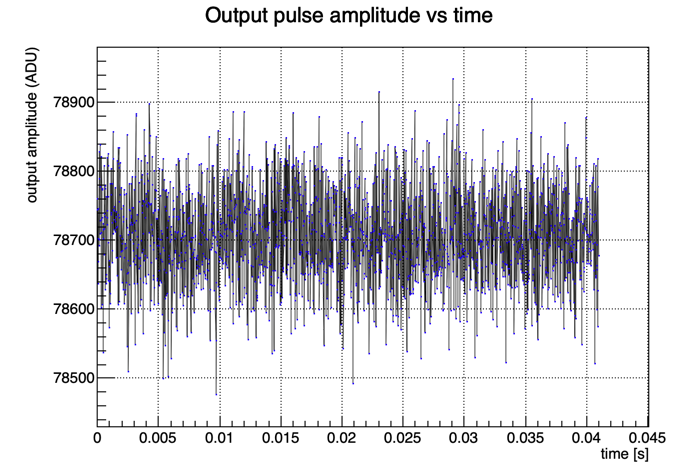 Output pulse amplitude vs time
output amplitude (ADU)
78900
78800
78700
78600
78500
0 0.005 0.01 0.015 0.02 0.025 0.03 0.035 0.04 0.045
time [s]